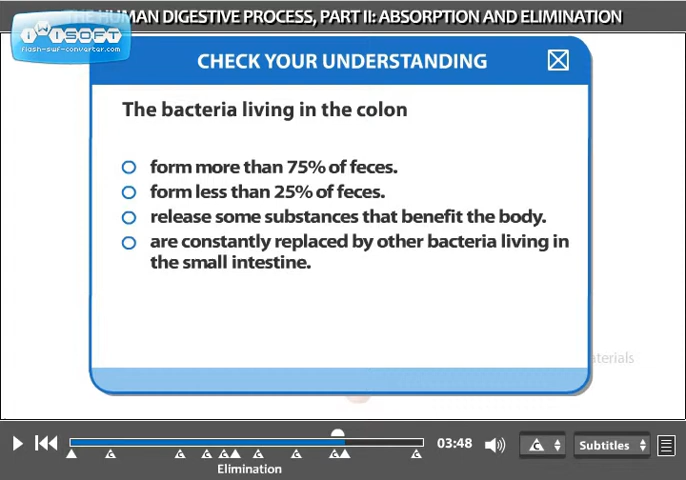 THE HUMAN DIGESTIVE PROCESS, PART II: ABSORPTION AND ELIMINATION
iWiSOFT
flash-swf-converter.com
CHECK YOUR UNDERSTANDING
The bacteria living in the colon
form more than 75% of feces.
form less than 25% of feces.
release some substances that benefit the body.
are constantly replaced by other bacteria living in
the small intestine.
03:48
Subtitles
Elimination